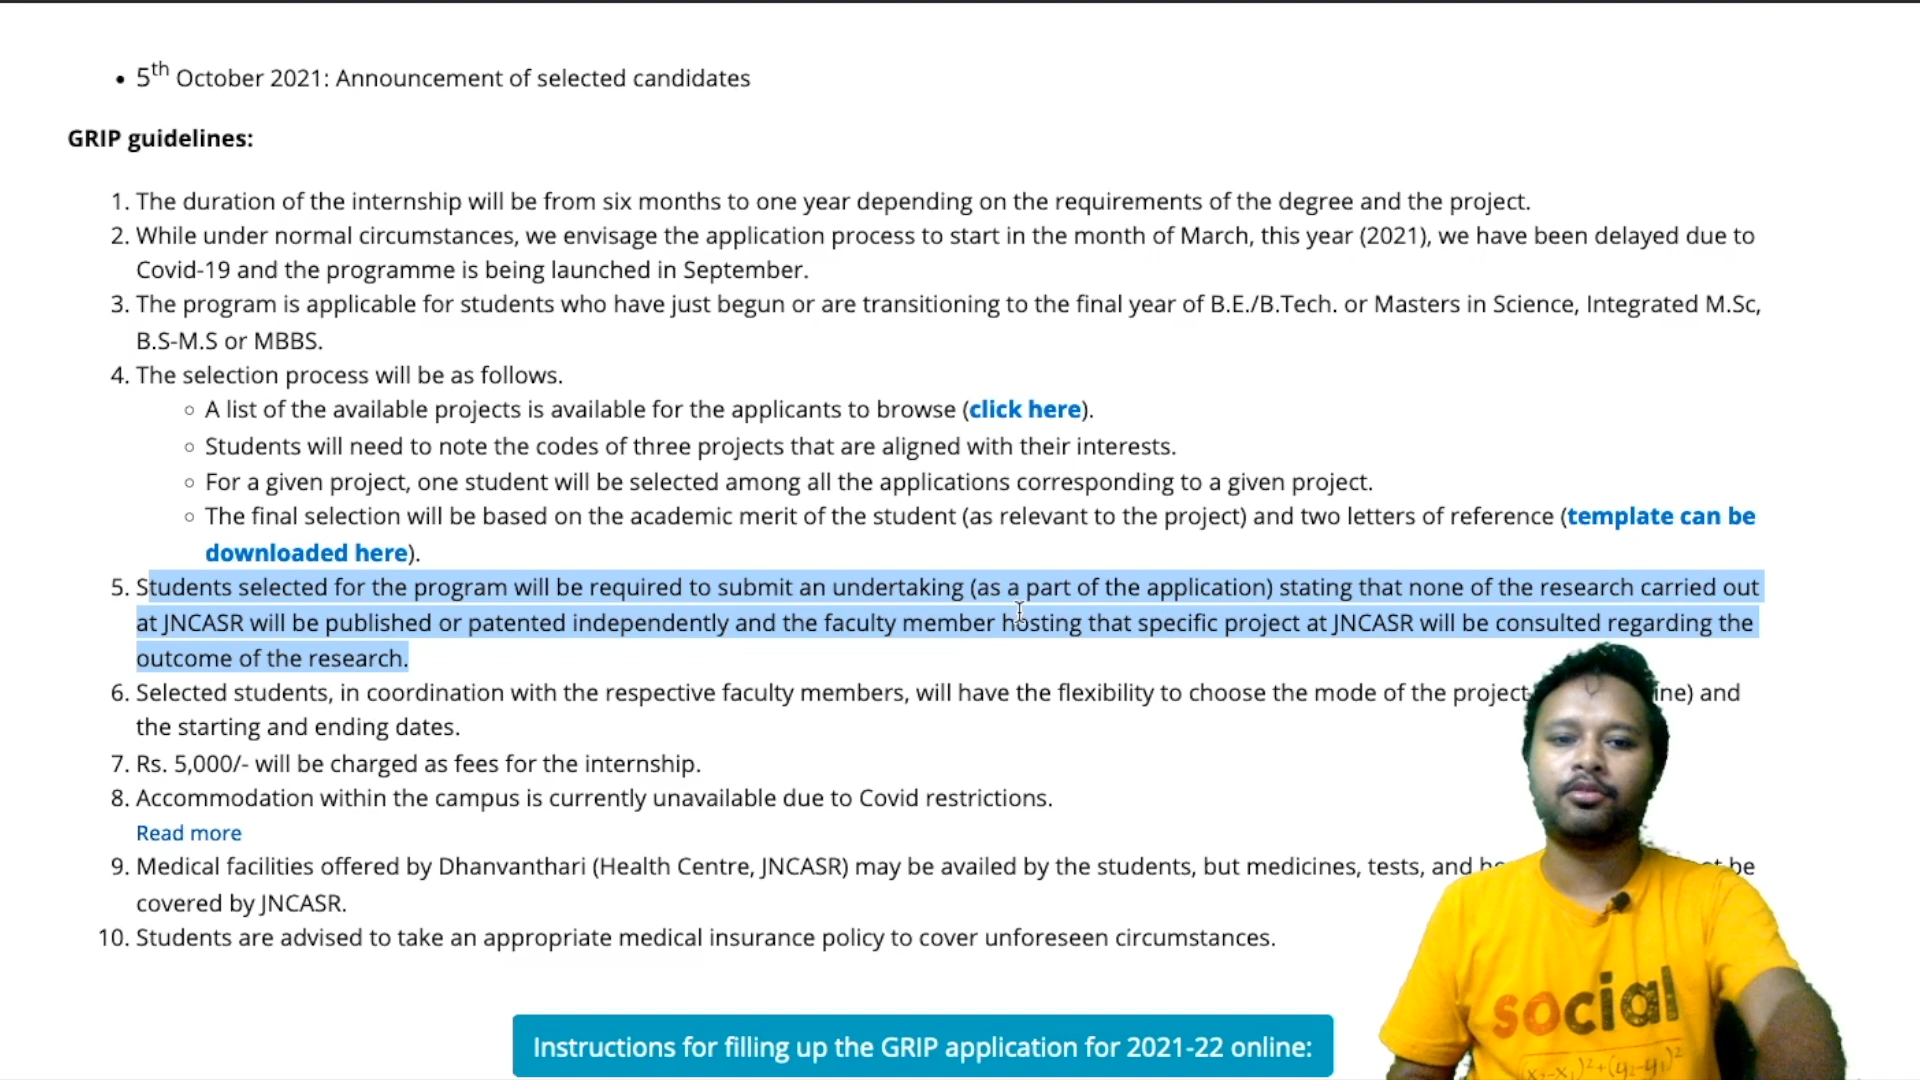 • 5th October 2021: Announcement of selected candidates
GRIP guidelines:
1. The duration of the internship will be from six months to one year depending on the requirements of the degree and the project.
2. While under normal circumstances, we envisage the application process to start in the month of March, this year (2021), we have been delayed due to
Covid-19 and the programme is being launched in September.
3. The program is applicable for students who have just begun or are transitioning to the final year of B.E./B.Tech. or Masters in Science, Integrated M.Sc,
B.S-M.S or MBBS.
4. The selection process will be as follows.
◦ A list of the available projects is available for the applicants to browse (click here).
◦ Students will need to note the codes of three projects that are aligned with their interests.
◦ For a given project, one student will be selected among all the applications corresponding to a given project.
◦ The final selection will be based on the academic merit of the student (as relevant to the project) and two letters of reference (template can be
downloaded here).
5. Students selected for the program will be required to submit an undertaking (as a part of the application) stating that none of the research carried out
at JNCASR will be published or patented independently and the faculty member hosting that specific project at JNCASR will be consulted regarding the
outcome of the research.
6. Selected students, in coordination with the respective faculty members, will have the flexibility to choose the mode of the project ine) and
the starting and ending dates.
7. Rs. 5,000/- will be charged as fees for the internship.
8. Accommodation within the campus is currently unavailable due to Covid restrictions.
Read more
9. Medical facilities offered by Dhanvanthari (Health Centre, JNCASR) may be availed by the students, but medicines, tests, and be
covered by JNCASR.
10. Students are advised to take an appropriate medical insurance policy to cover unforeseen circumstances.
social
Instructions for filling up the GRIP application for 2021-22 online: